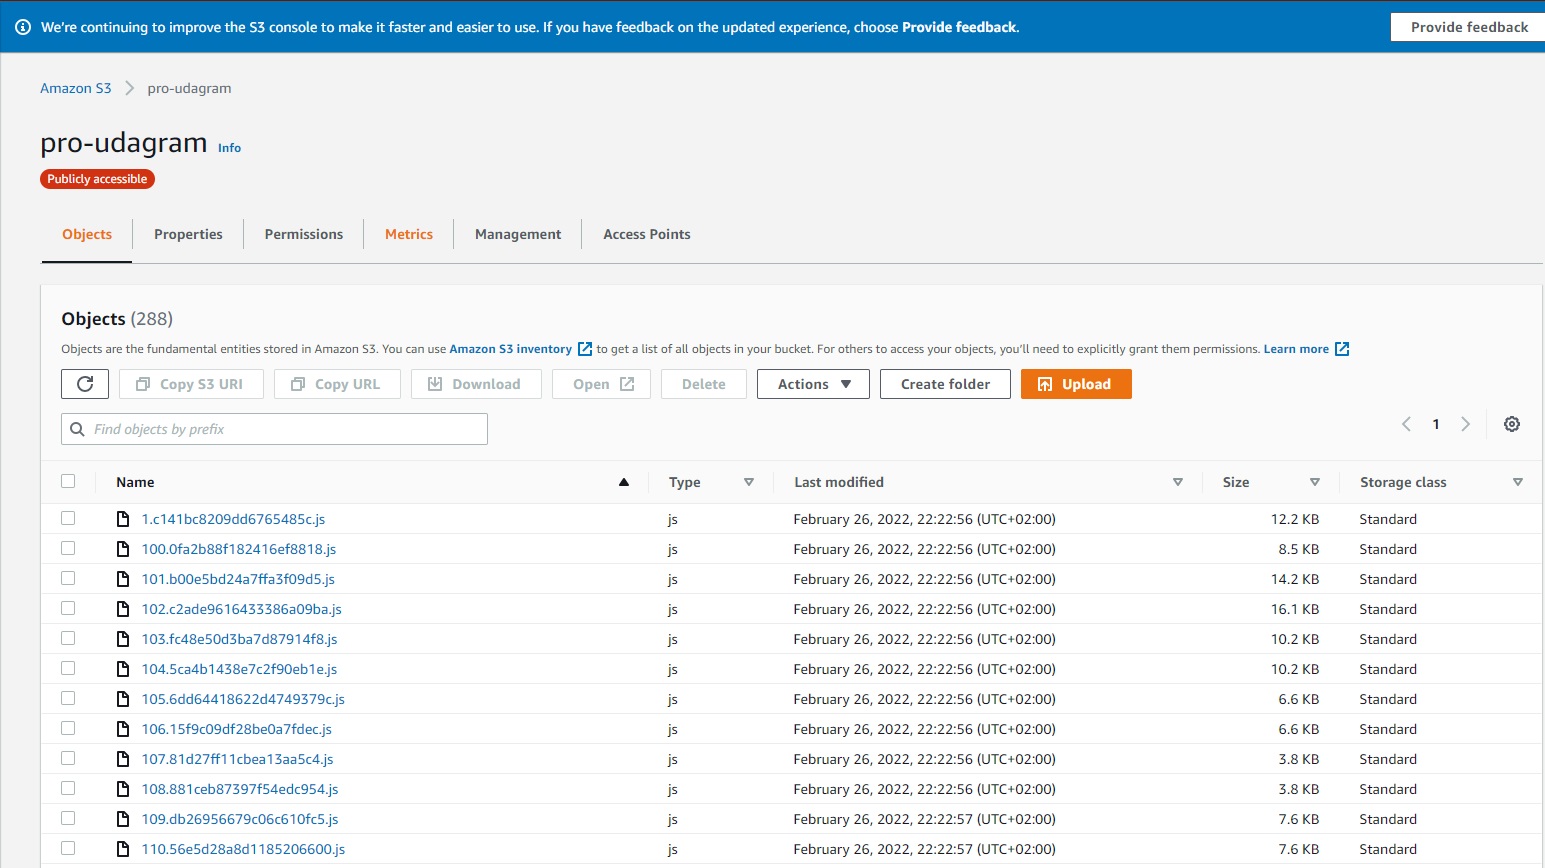 We're continuing to improve the S3 console to make it faster and easier to use. If you have feedback on the updated experience, choose Provide feedback.
Provide feedback
Amazon S3 > pro-udagram
pro-udagram Info
Publicly accessible
Objects Properties Permissions Metrics Management Access Points
Objects (288)
Objects are the fundamental entities stored in Amazon S3. You can use Amazon S3 inventory to get a list of all objects in your bucket. For others to access your objects, you'll need to explicitly grant them permissions. Learn more
Copy S3 URI Copy URL Download Open Delete Actions Create folder Upload
Find objects by prefix
1
Name Type Last modified Size Storage class
1.c141bc8209dd6765485c.js js February 26, 2022, 22:22:56 (UTC+02:00) 12.2 KB Standard
100.0fa2b88f182416ef8818.js js February 26, 2022, 22:22:56 (UTC+02:00) 8.5 KB Standard
101.b00e5bd24a7ffa3f09d5.js js February 26, 2022, 22:22:56 (UTC+02:00) 14.2 KB Standard
102.c2ade9616433386a09ba.js js February 26, 2022, 22:22:56 (UTC+02:00) 16.1 KB Standard
103.fc48e50d3ba7d87914f8.js js February 26, 2022, 22:22:56 (UTC+02:00) 10.2 KB Standard
104.5ca4b1438e7c2f90eb1e.js js February 26, 2022, 22:22:56 (UTC+02:00) 10.2 KB Standard
105.6dd64418622d4749379c.js js February 26, 2022, 22:22:56 (UTC+02:00) 6.6 KB Standard
106.15f9c09df28be0a7fdec.js js February 26, 2022, 22:22:56 (UTC+02:00) 6.6 KB Standard
107.81d27ff11cbea13aa5c4.js js February 26, 2022, 22:22:56 (UTC+02:00) 3.8 KB Standard
108.881ceb87397f54edc954.js js February 26, 2022, 22:22:56 (UTC+02:00) 3.8 KB Standard
109.db26956679c06c610fc5.js js February 26, 2022, 22:22:57 (UTC+02:00) 7.6 KB Standard
110.56e5d28a8d1185206600.js js February 26, 2022, 22:22:57 (UTC+02:00) 7.6 KB Standard